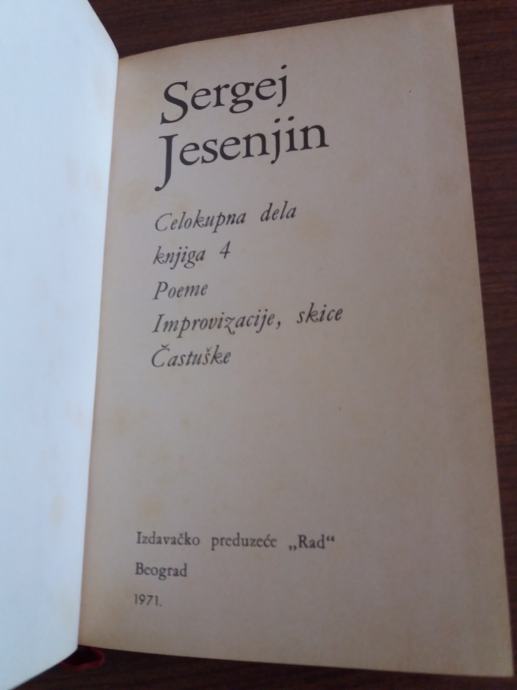 Sergej
Jesenjin
Celokupna dela
knjiga 4
Poeme
Improvizacije, skice
Častuške
Izdavačko preduzeće „Rad“
Beograd
1971.